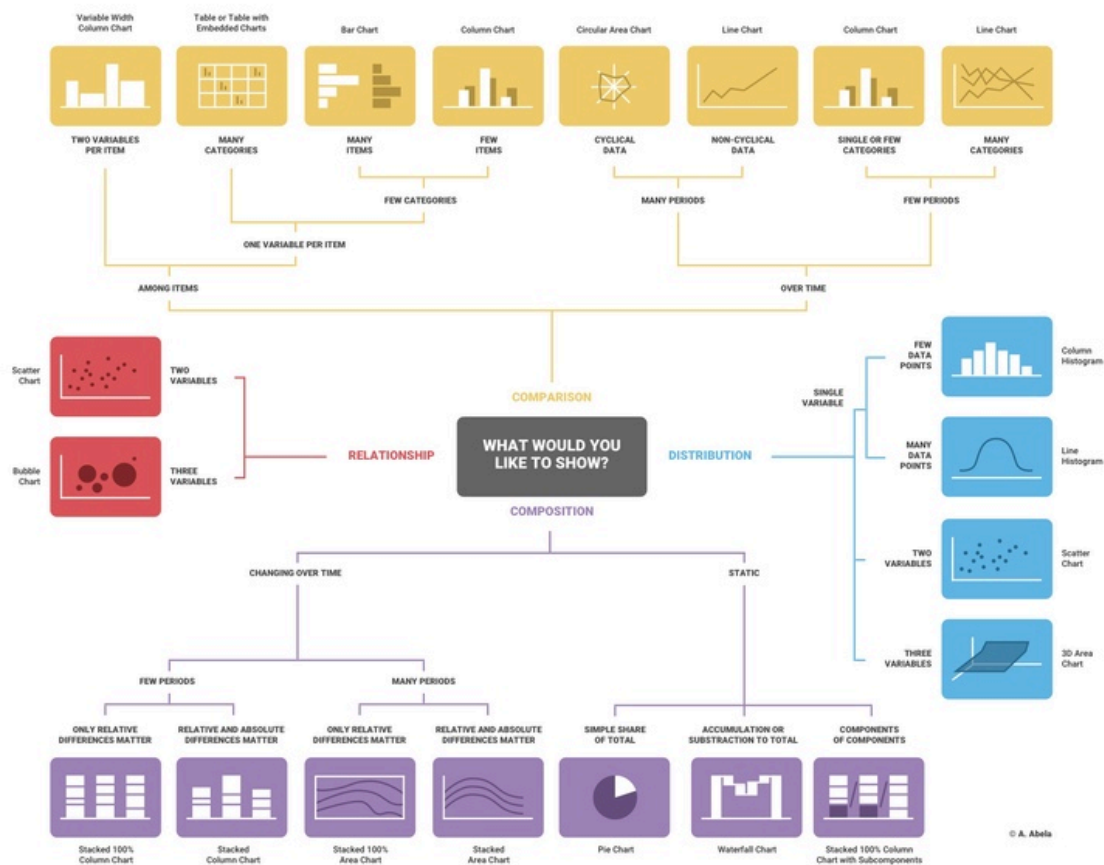 Variable Width
Column Chart
Table or Table with
Embedded Charts
Bar Chart
Column Chart
Circular Area Chart
Line Chart
Column Chart
Line Chart
TWO VARIABLES
PER ITEM
MANY
CATEGORIES
MANY
ITEMS
FEW
ITEMS
CYCLICAL
DATA
NON-CYCLICAL
DATA
SINGLE OR FEW
CATEGORIES
MANY
CATEGORIES
FEW CATEGORIES
MANY PERIODS
FEW PERIODS
ONE VARIABLE PER ITEM
AMONG ITEMS
OVER TIME
COMPARISON
WHAT WOULD YOU
LIKE TO SHOW?
RELATIONSHIP
TWO
VARIABLES
Scatter
Chart
THREE
VARIABLES
Bubble
Chart
DISTRIBUTION
SINGLE
VARIABLE
FEW
DATA
POINTS
Column
Histogram
MANY
DATA
POINTS
Line
Histogram
TWO
VARIABLES
Scatter
Chart
THREE
VARIABLES
3D Area
Chart
COMPOSITION
CHANGING OVER TIME
STATIC
FEW PERIODS
MANY PERIODS
ONLY RELATIVE
DIFFERENCES MATTER
RELATIVE AND ABSOLUTE
DIFFERENCES MATTER
ONLY RELATIVE
DIFFERENCES MATTER
RELATIVE AND ABSOLUTE
DIFFERENCES MATTER
SIMPLE SHARE
OF TOTAL
ACCUMULATION OR
SUBSTRACTION TO TOTAL
COMPONENTS
OF COMPONENTS
Stacked 100%
Column Chart
Stacked
Column Chart
Stacked 100%
Area Chart
Stacked
Area Chart
Pie Chart
Waterfall Chart
Stacked 100% Column
Chart with Subcomponents
© A. Abela